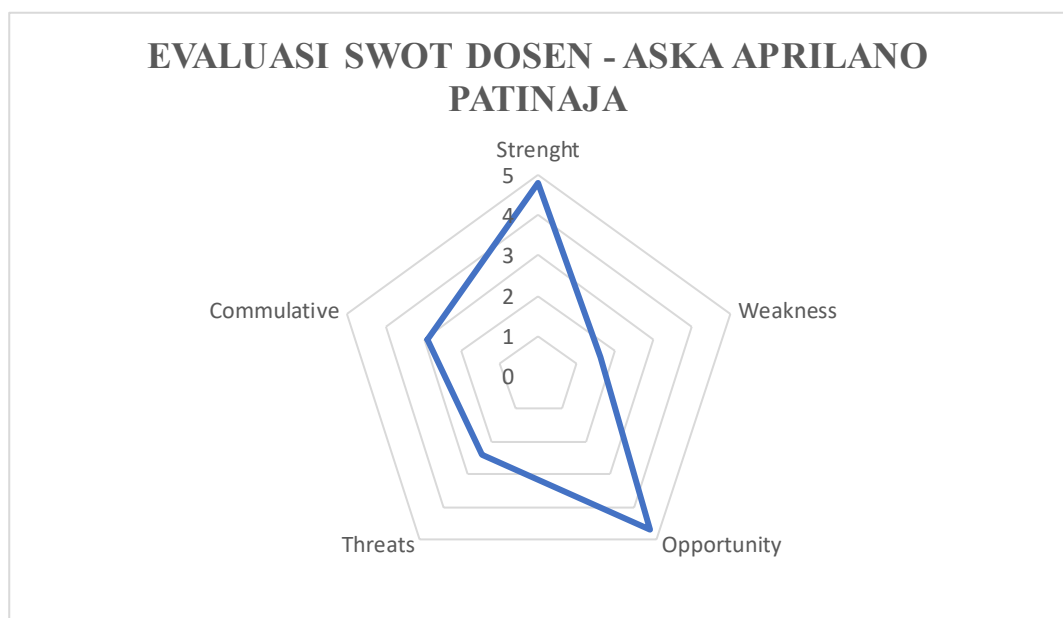 EVALUASI SWOT DOSEN - ASKA APRILANO
PATINAJA
Strenght
5
4
3
2
1
0
Commulative
Weakness
Threats
Opportunity